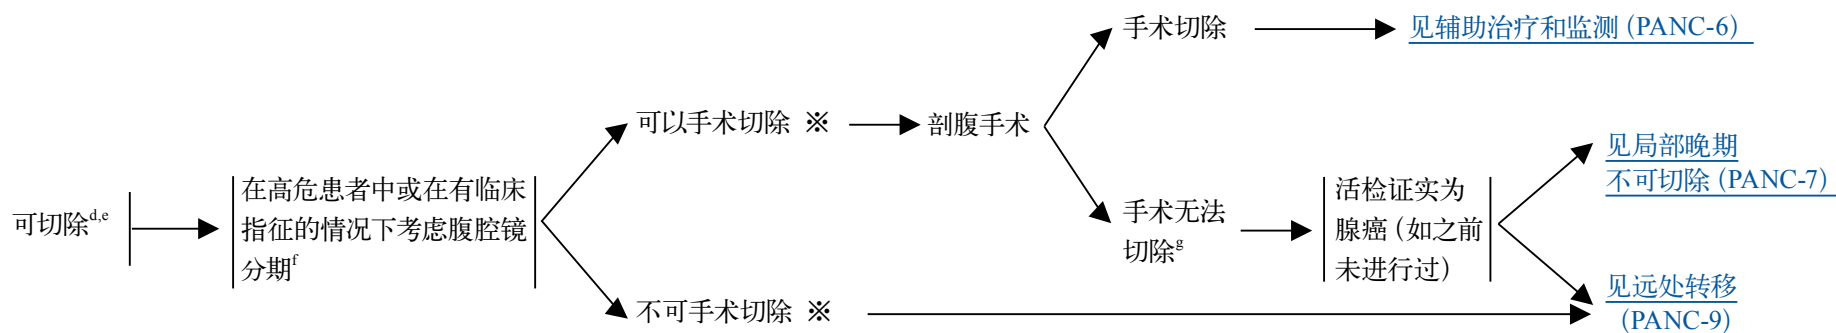 可切除d,e
在高危患者中或在有临床
指征的情况下考虑腹腔镜
分期f
可以手术切除 ※
剖腹手术
手术切除
见辅助治疗和监测 (PANC-6)
手术无法
切除g
活检证实为
腺癌 (如之前
未进行过)
见局部晚期
不可切除 (PANC-7)
不可手术切除 ※
见远处转移
(PANC-9)